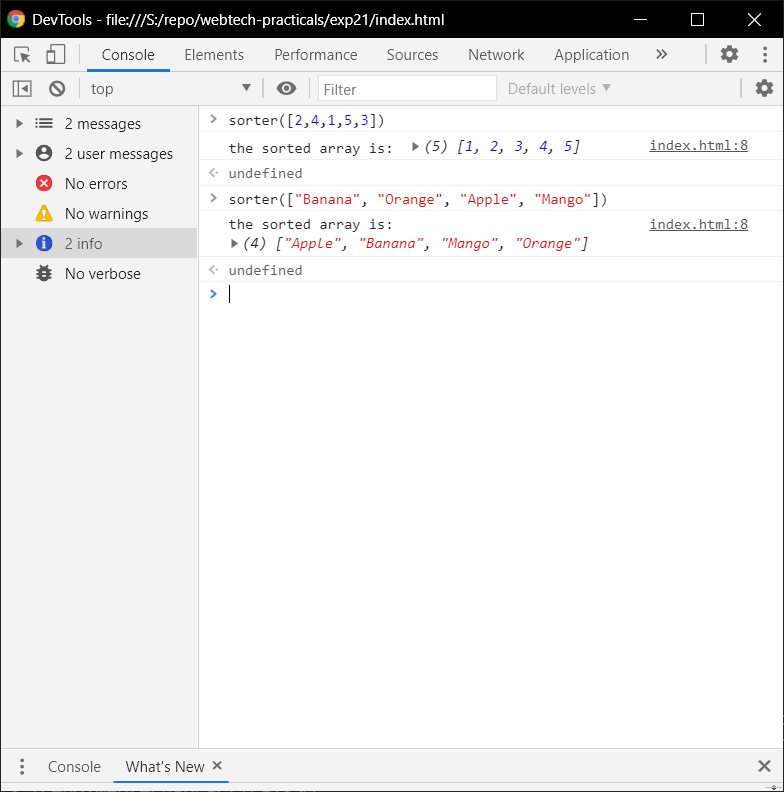 DevTools - file:///S:/repo/webtech-practicals/exp21/index.html
Console Elements Performance Sources Network Application »
top Filter Default levels
2 messages
2 user messages
No errors
No warnings
2 info
No verbose
> sorter([2,4,1,5,3])
the sorted array is: (5) [1, 2, 3, 4, 5] index.html:8
undefined
> sorter(["Banana", "Orange", "Apple", "Mango"])
the sorted array is: index.html:8
(4) ["Apple", "Banana", "Mango", "Orange"]
undefined
>
Console What's New